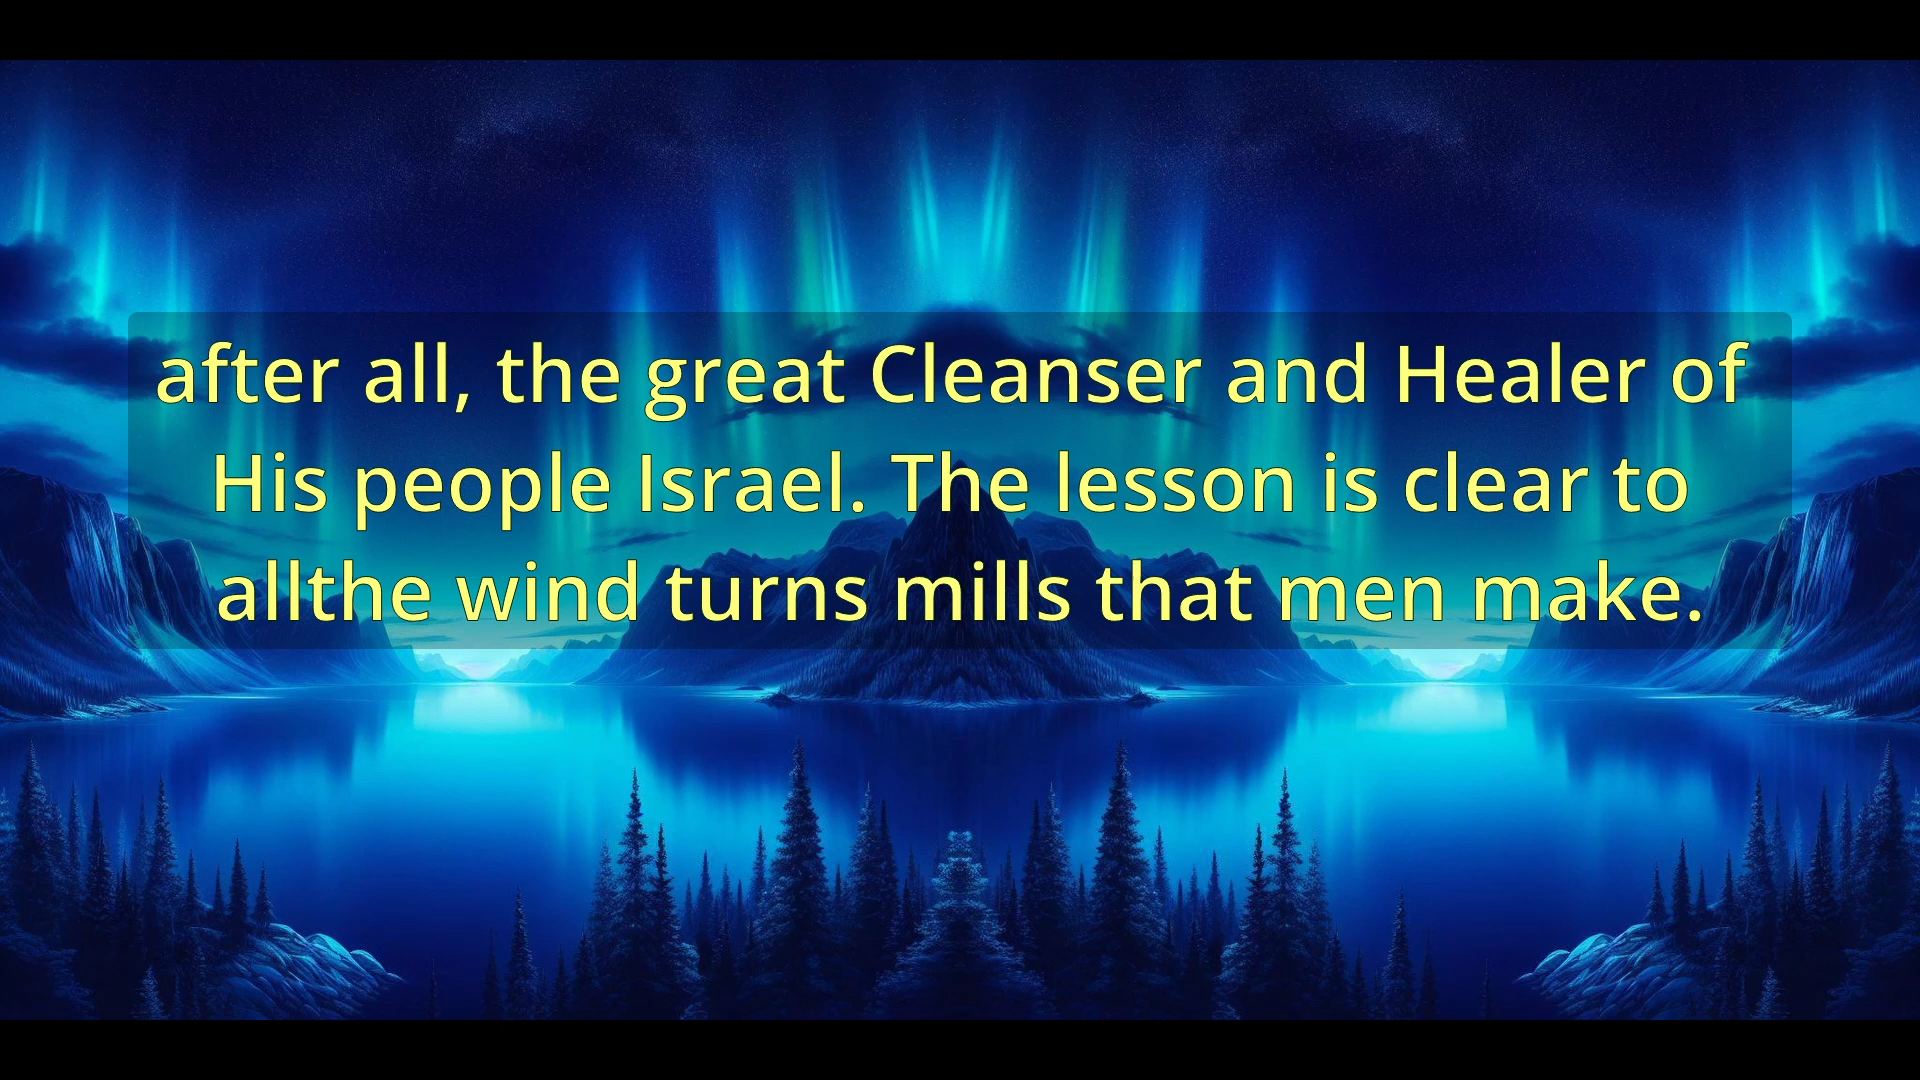 after all, the great Cleanser and Healer of
His people Israel. The lesson is clear to
allthe wind turns mills that men make.